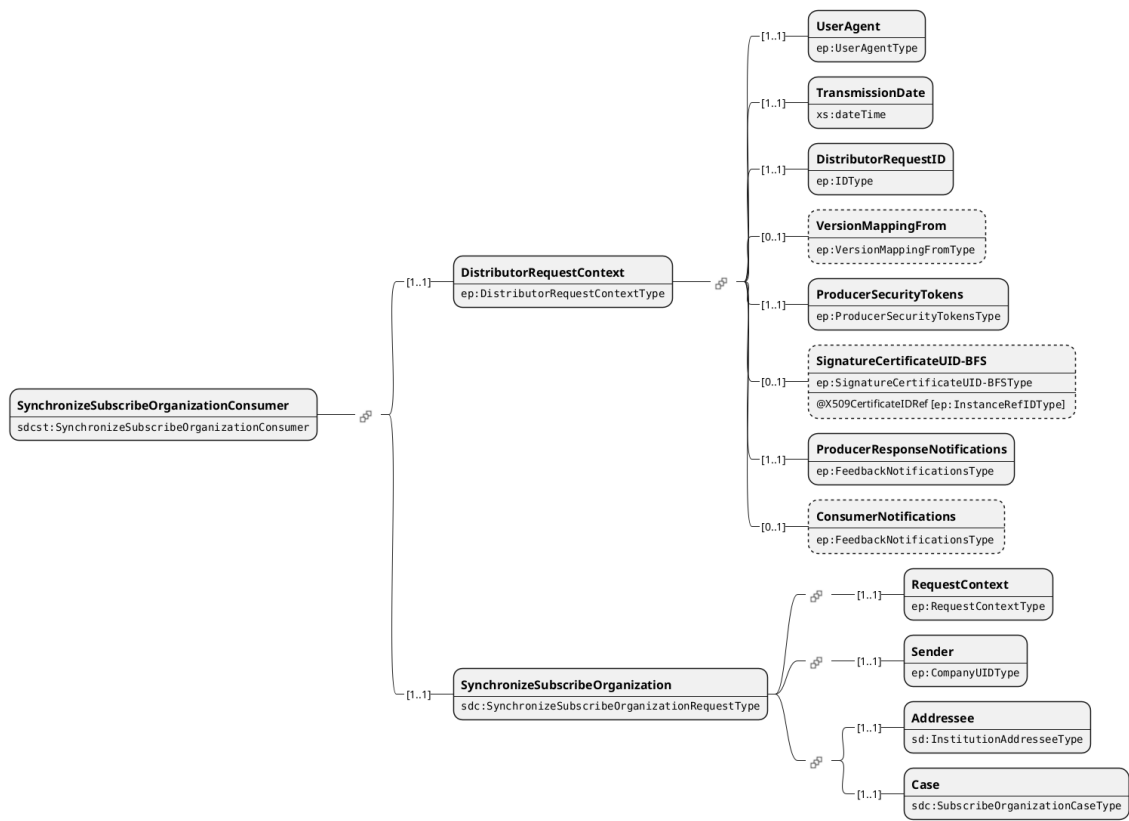 UserAgent
[1..1]
ep:UserAgentType
TransmissionDate
[1..1]
xs:dateTime
DistributorRequestID
[1..1]
ep:IDType
VersionMappingFrom
[0..1]
ep:VersionMappingFromType
DistributorRequestContext
[1..1]
ep:DistributorRequestContextType
ProducerSecurityTokens
[1..1]
ep:ProducerSecurityTokensType
SignatureCertificateUID-BFS
[0..1]
ep:SignatureCertificateUID-BFSType
@X509CertificateIDRef [ep:InstanceRefIDType]
SynchronizeSubscribeOrganizationConsumer
sdcst:SynchronizeSubscribeOrganizationConsumer
ProducerResponseNotifications
[1..1]
ep:FeedbackNotificationsType
ConsumerNotifications
[0..1]
ep:FeedbackNotificationsType
RequestContext
[1..1]
ep:RequestContextType
Sender
[1..1]
ep:CompanyUIDType
SynchronizeSubscribeOrganization
[1..1]
sdc:SynchronizeSubscribeOrganizationRequestType
Addressee
[1..1]
sd:InstitutionAddresseeType
Case
[1..1]
sdc:SubscribeOrganizationCaseType